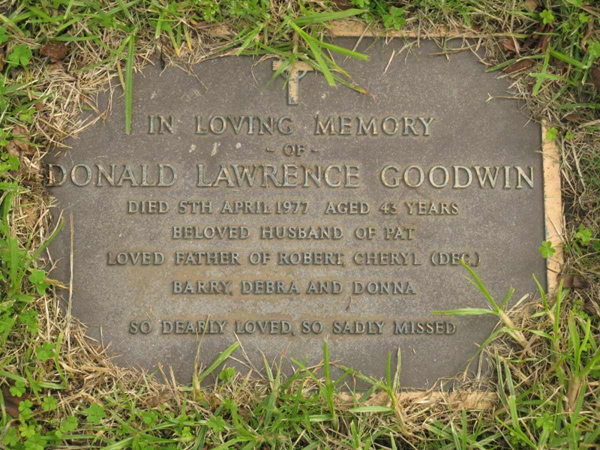 IN LOVING MEMORY
- OF -
DONALD LAWRENCE GOODWIN
DIED 5TH APRIL 1977 AGED 43 YEARS
BELOVED HUSBAND OF PAT
LOVED FATHER OF ROBERT, CHERYL (DEC.)
BARRY, DEBRA AND DONNA
SO DEARLY LOVED, SO SADLY MISSED